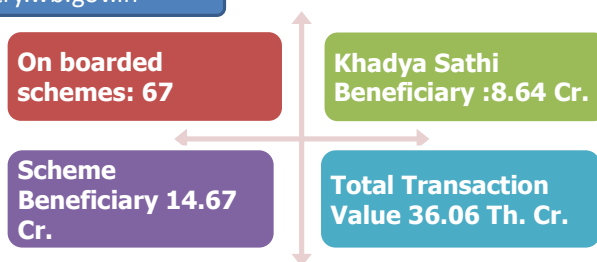 On boarded
schemes: 67
Khadya Sathi
Beneficiary :8.64 Cr.
Scheme
Beneficiary 14.67
Cr.
Total Transaction
Value 36.06 Th. Cr.